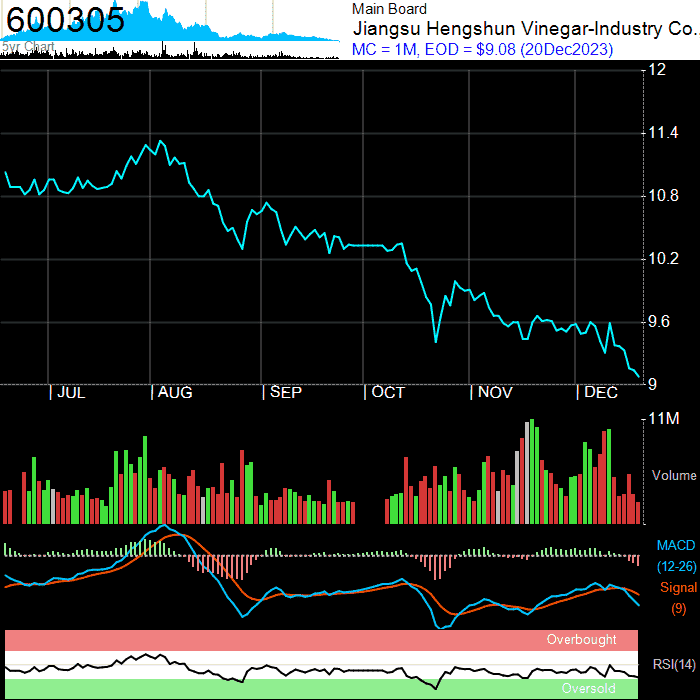 600305
5yr Chart
Main Board
Jiangsu Hengshun Vinegar-Industry Co..
MC = 1M, EOD = $9.08 (20Dec2023)
12
11.4
10.8
10.2
9.6
9
| JUL | AUG | SEP | OCT | NOV | DEC
11M
Volume
MACD
(12-26)
Signal
(9)
Overbought
RSI(14)
Oversold